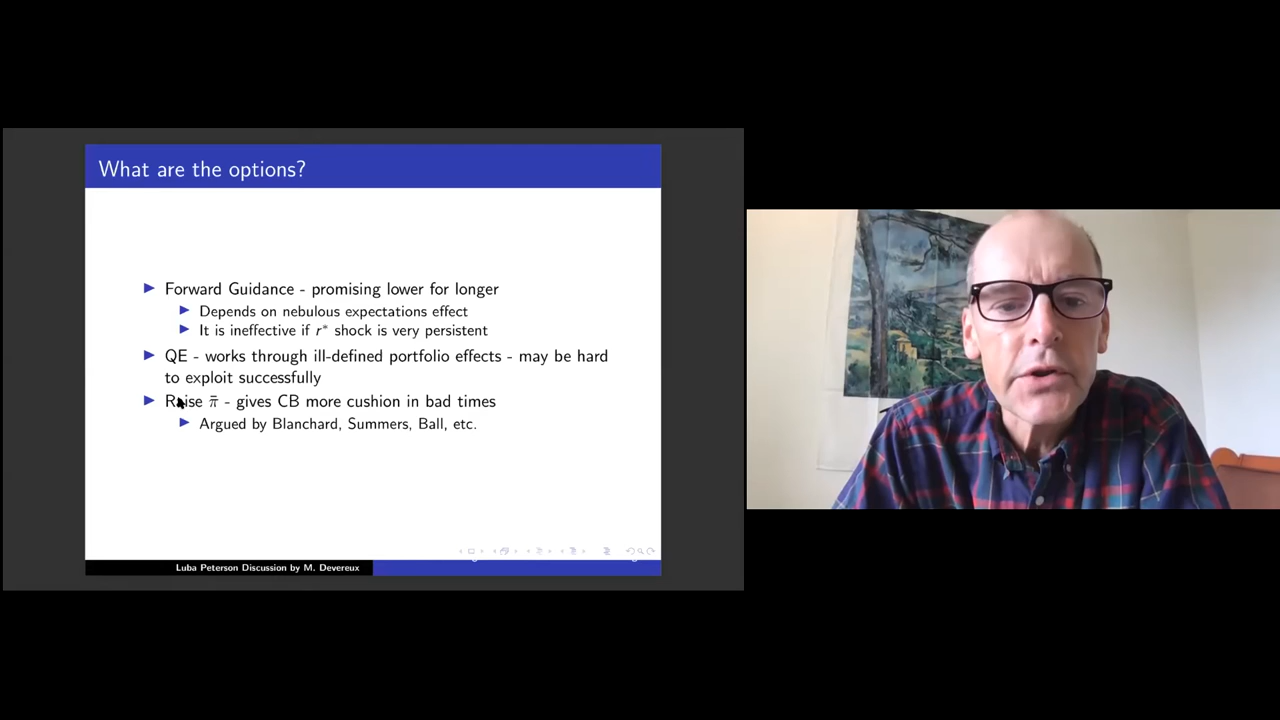 What are the options?
Forward Guidance - promising lower for longer
Depends on nebulous expectations effect
It is ineffective if r* shock is very persistent
QE - works through ill-defined portfolio effects - may be hard
to exploit successfully
Raise π̄ - gives CB more cushion in bad times
Argued by Blanchard, Summers, Ball, etc.
Luba Peterson Discussion by M. Devereux